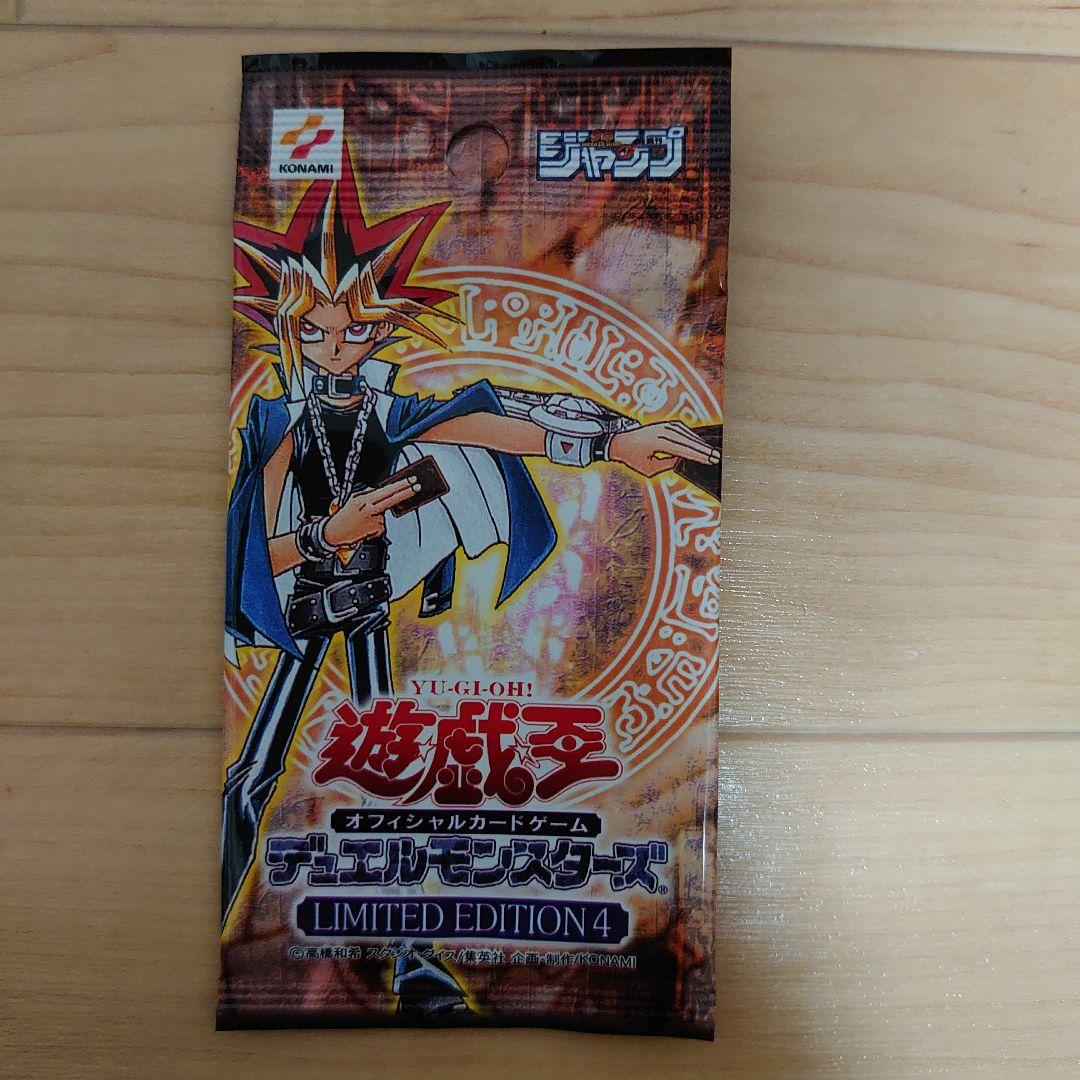 KONAMI
ジャンプ
YU-GI-OH!
遊戯王
オフィシャルカードゲーム
デュエルモンスターズ®
LIMITED EDITION 4
©高橋和希 スタジオ・ダイス/集英社 企画・制作/KONAMI